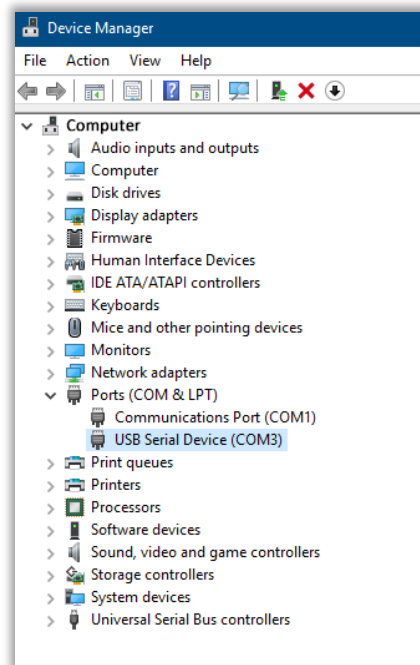 Device Manager
File Action View Help
Computer
Audio inputs and outputs
Computer
Disk drives
Display adapters
Firmware
Human Interface Devices
IDE ATA/ATAPI controllers
Keyboards
Mice and other pointing devices
Monitors
Network adapters
Ports (COM & LPT)
Communications Port (COM1)
USB Serial Device (COM3)
Print queues
Printers
Processors
Software devices
Sound, video and game controllers
Storage controllers
System devices
Universal Serial Bus controllers